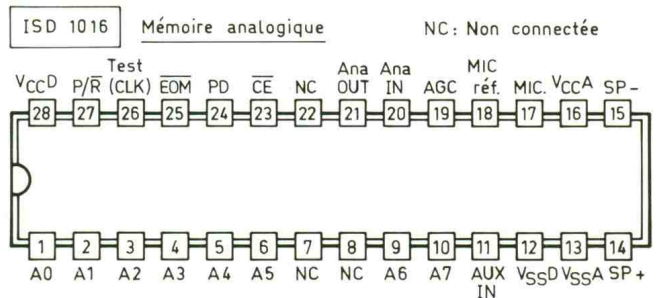 ISD 1016 Mémoire analogique NC: Non connectée
VCCD P/R̅ Test (CLK) E̅O̅M̅ PD C̅E̅ NC Ana OUT Ana IN AGC MIC réf. MIC. VCCA SP-
28 27 26 25 24 23 22 21 20 19 18 17 16 15
1 2 3 4 5 6 7 8 9 10 11 12 13 14
A0 A1 A2 A3 A4 A5 NC NC A6 A7 AUX IN VSSD VSSA SP+